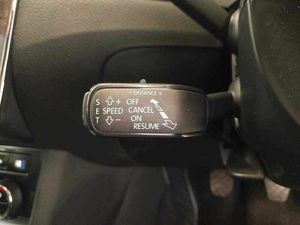 - DISTANCE +
S ⇧+ OFF
E SPEED CANCEL
T ⇩- ON
RESUME